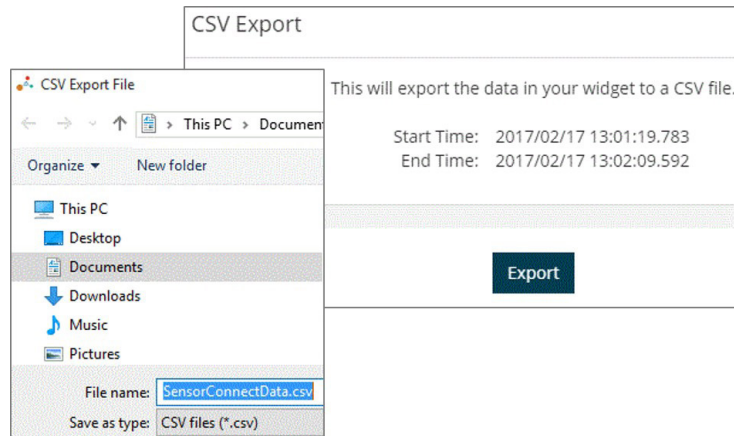 CSV Export
This will export the data in your widget to a CSV file.
Start Time: 2017/02/17 13:01:19.783
End Time: 2017/02/17 13:02:09.592
Export
CSV Export File
This PC > Documen
Organize New folder
This PC
Desktop
Documents
Downloads
Music
Pictures
File name: SensorConnectData.csv
Save as type: CSV files (*.csv)